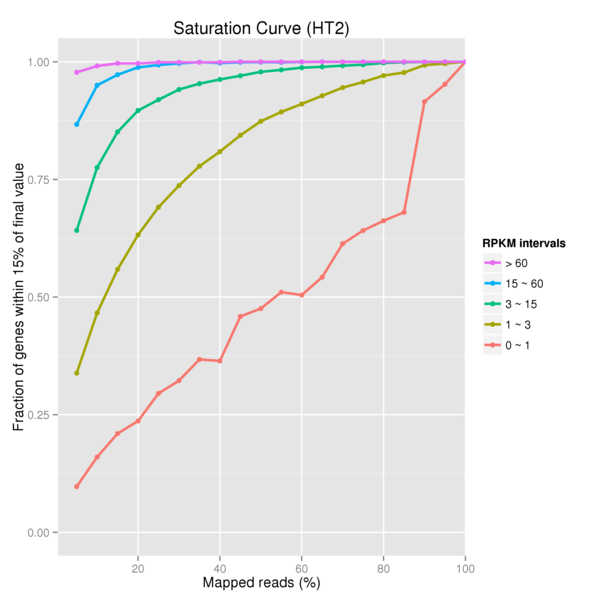 Saturation Curve (HT2)
Fraction of genes within 15% of final value
1.00
0.75
0.50
0.25
0.00
20
40
60
80
100
Mapped reads (%)
RPKM intervals
> 60
15 ~ 60
3 ~ 15
1 ~ 3
0 ~ 1